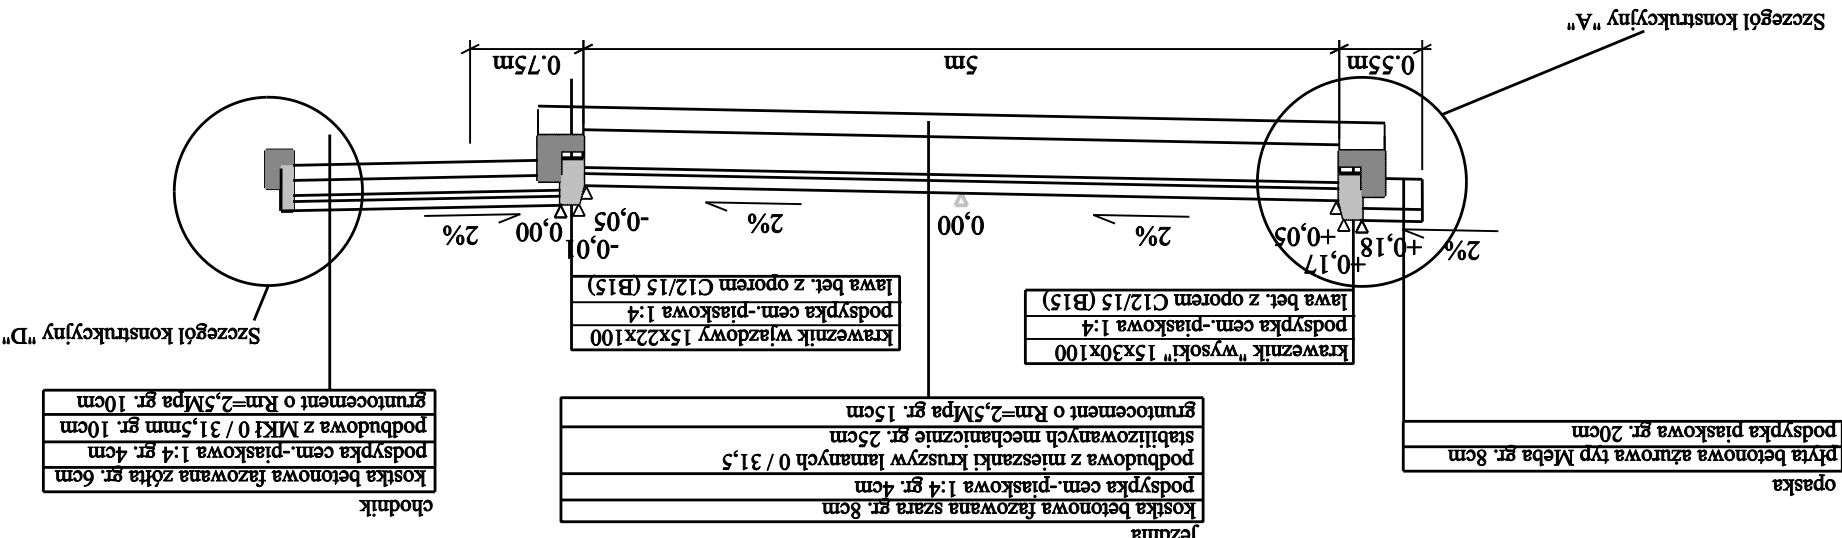 opaska
płyta betonowa ażurowa typ Meba gr. 8cm
podsypka piaskowa gr. 20cm
jezdnia
kostka betonowa fazowana szara gr. 8cm
podsypka cem.-piaskowa 1:4 gr. 4cm
podbudowa z mieszanki kruszyw łamanych 0 / 31,5
stabilizowanych mechanicznie gr. 25cm
gruntocement o Rm=2,5Mpa gr. 15cm
chodnik
kostka betonowa fazowana żółta gr. 6cm
podsypka cem.-piaskowa 1:4 gr. 4cm
podbudowa z MKŁ 0 / 31,5mm gr. 10cm
gruntocement o Rm=2,5Mpa gr. 10cm
krawężnik "wysoki" 15x30x100
podsypka cem.-piaskowa 1:4
ława bet. z oporem C12/15 (B15)
krawężnik wjazdowy 15x22x100
podsypka cem.-piaskowa 1:4
ława bet. z oporem C12/15 (B15)
Szczegół konstrukcyjny "D"
2%
+0,18
+0,17
+0,05
2%
0,00
2%
-0,05
-0,01
0,00
2%
0.55m
5m
0.75m
Szczegół konstrukcyjny "A"